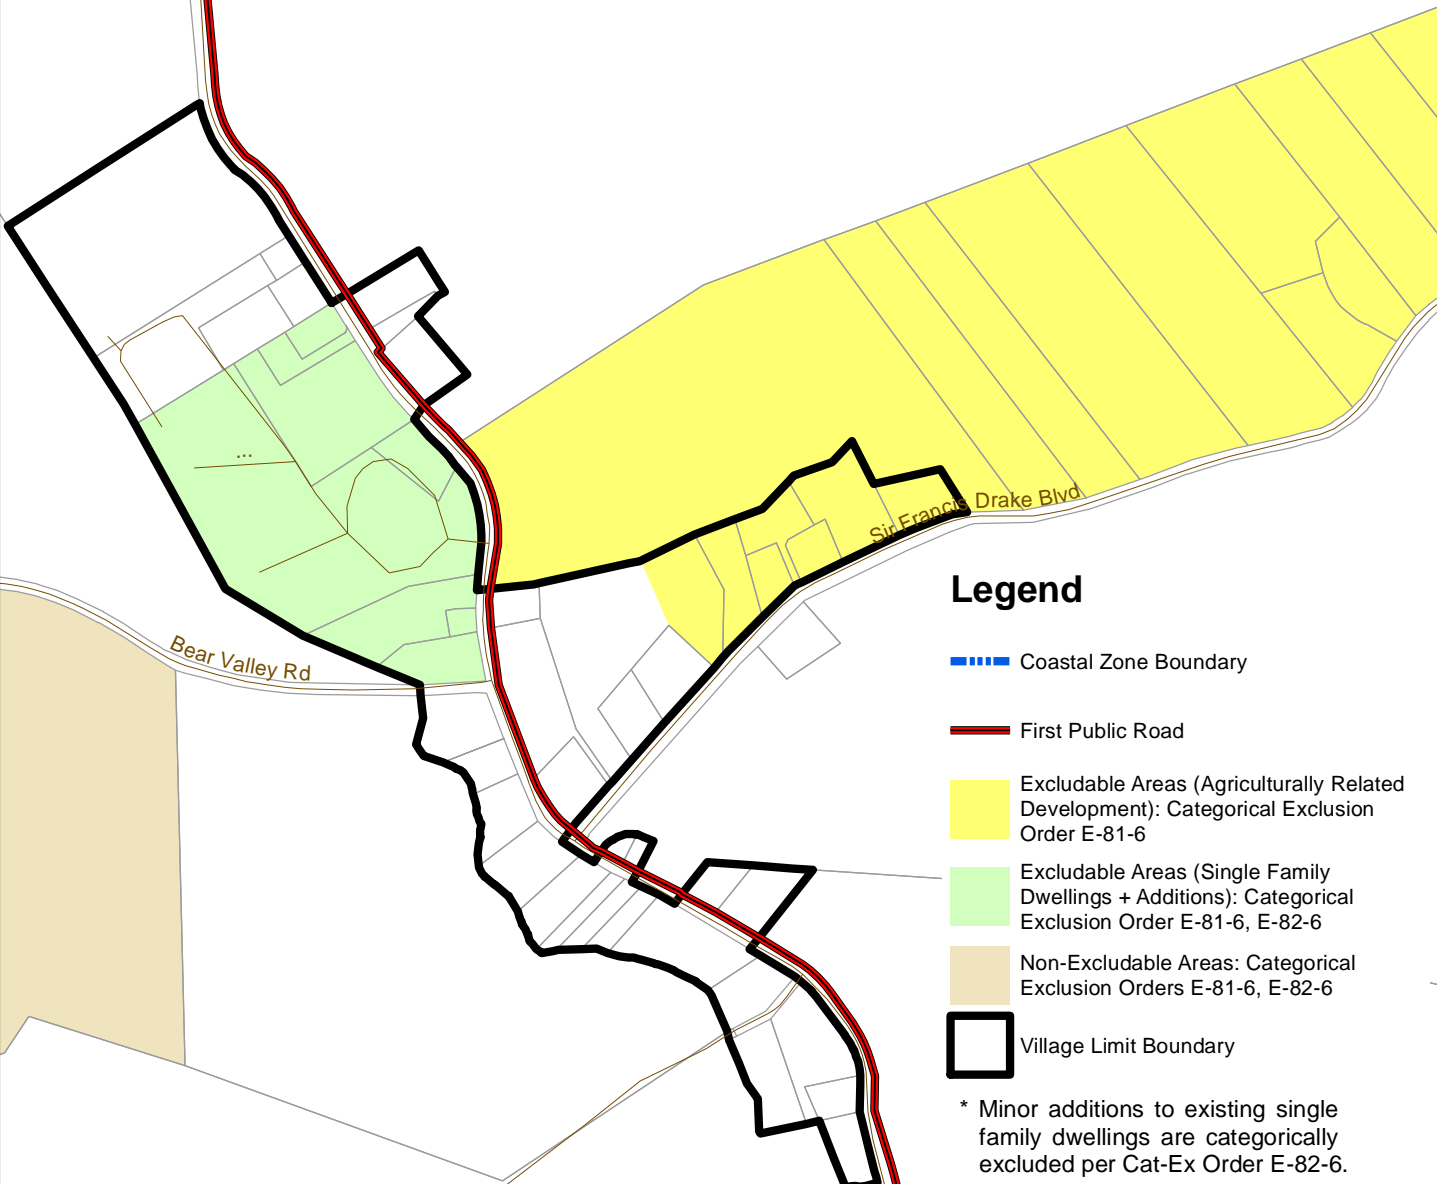 ...
Sir Francis Drake Blvd
Bear Valley Rd
Legend
Coastal Zone Boundary
First Public Road
Excludable Areas (Agriculturally Related
Development): Categorical Exclusion
Order E-81-6
Excludable Areas (Single Family
Dwellings + Additions): Categorical
Exclusion Order E-81-6, E-82-6
Non-Excludable Areas: Categorical
Exclusion Orders E-81-6, E-82-6
Village Limit Boundary
* Minor additions to existing single
family dwellings are categorically
excluded per Cat-Ex Order E-82-6.